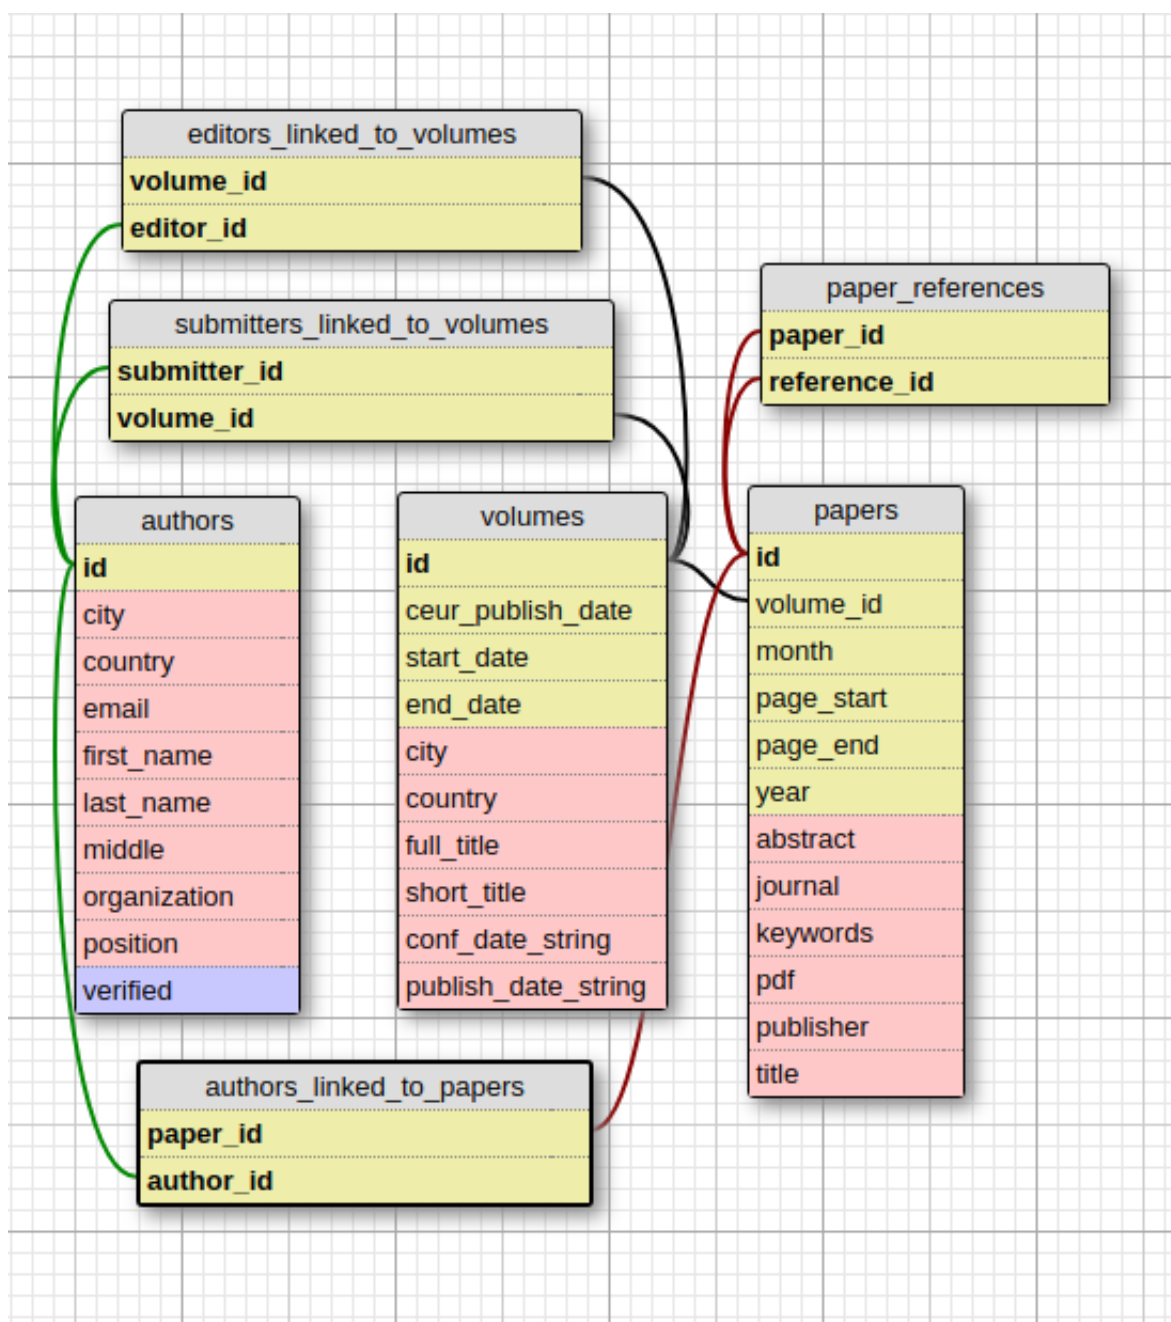 editors_linked_to_volumes
volume_id
editor_id
submitters_linked_to_volumes
submitter_id
volume_id
paper_references
paper_id
reference_id
authors
id
city
country
email
first_name
last_name
middle
organization
position
verified
volumes
id
ceur_publish_date
start_date
end_date
city
country
full_title
short_title
conf_date_string
publish_date_string
papers
id
volume_id
month
page_start
page_end
year
abstract
journal
keywords
pdf
publisher
title
authors_linked_to_papers
paper_id
author_id